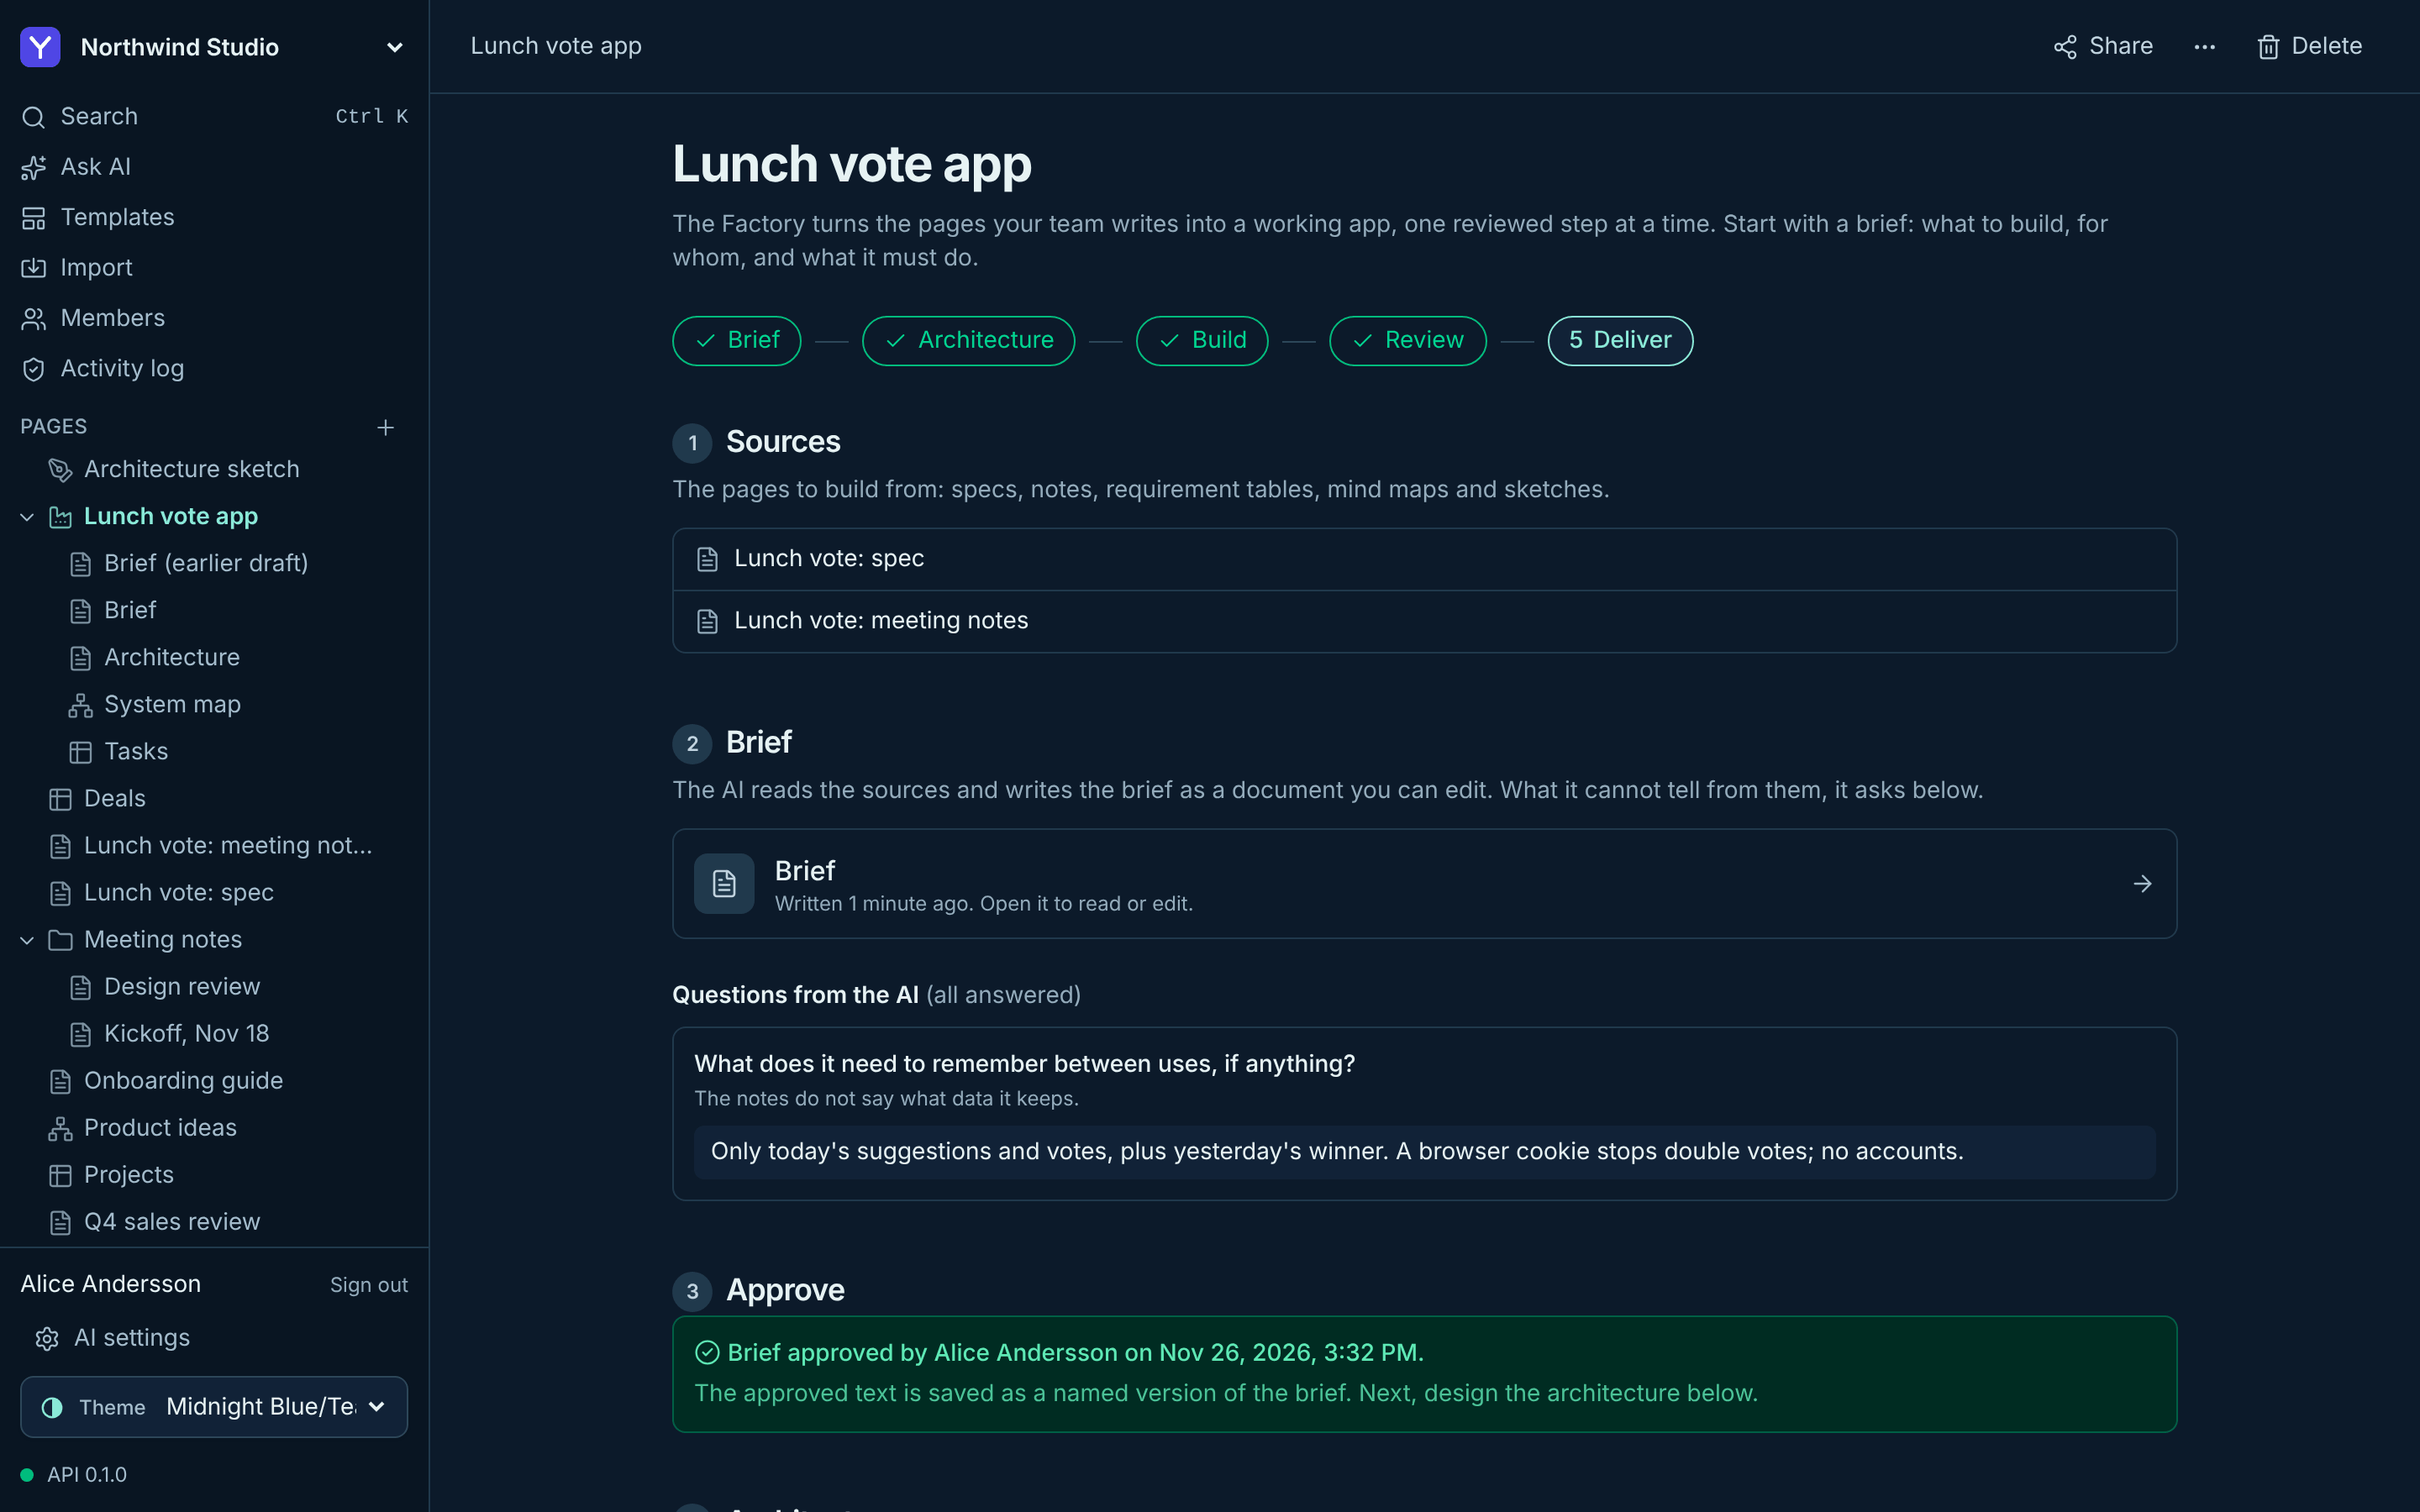 Northwind Studio
Search Ctrl K
Ask AI
Templates
Import
Members
Activity log
PAGES
Architecture sketch
Lunch vote app
Brief (earlier draft)
Brief
Architecture
System map
Tasks
Deals
Lunch vote: meeting not...
Lunch vote: spec
Meeting notes
Design review
Kickoff, Nov 18
Onboarding guide
Product ideas
Projects
Q4 sales review
Alice Andersson Sign out
AI settings
Theme Midnight Blue/Tea
API 0.1.0
Lunch vote app Share Delete
Lunch vote app
The Factory turns the pages your team writes into a working app, one reviewed step at a time. Start with a brief: what to build, for
whom, and what it must do.
Brief Architecture Build Review 5 Deliver
1 Sources
The pages to build from: specs, notes, requirement tables, mind maps and sketches.
Lunch vote: spec
Lunch vote: meeting notes
2 Brief
The AI reads the sources and writes the brief as a document you can edit. What it cannot tell from them, it asks below.
Brief
Written 1 minute ago. Open it to read or edit.
Questions from the AI (all answered)
What does it need to remember between uses, if anything?
The notes do not say what data it keeps.
Only today's suggestions and votes, plus yesterday's winner. A browser cookie stops double votes; no accounts.
3 Approve
Brief approved by Alice Andersson on Nov 26, 2026, 3:32 PM.
The approved text is saved as a named version of the brief. Next, design the architecture below.